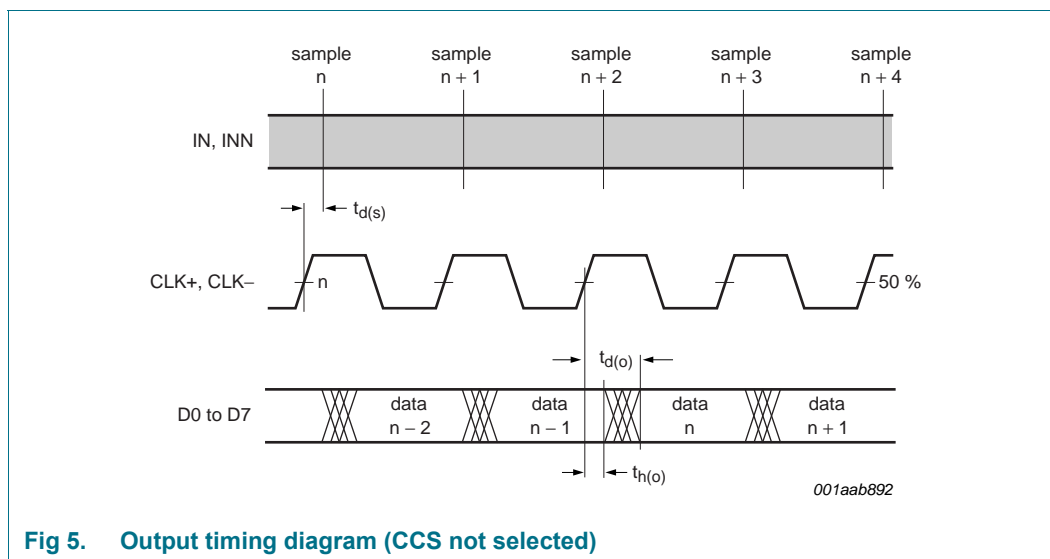 sample sample sample sample sample
n n + 1 n + 2 n + 3 n + 4
IN, INN
td(s)
CLK+, CLK− n 50 %
td(o)
D0 to D7 data data data data
n − 2 n − 1 n n + 1
th(o)
001aab892
Fig 5. Output timing diagram (CCS not selected)